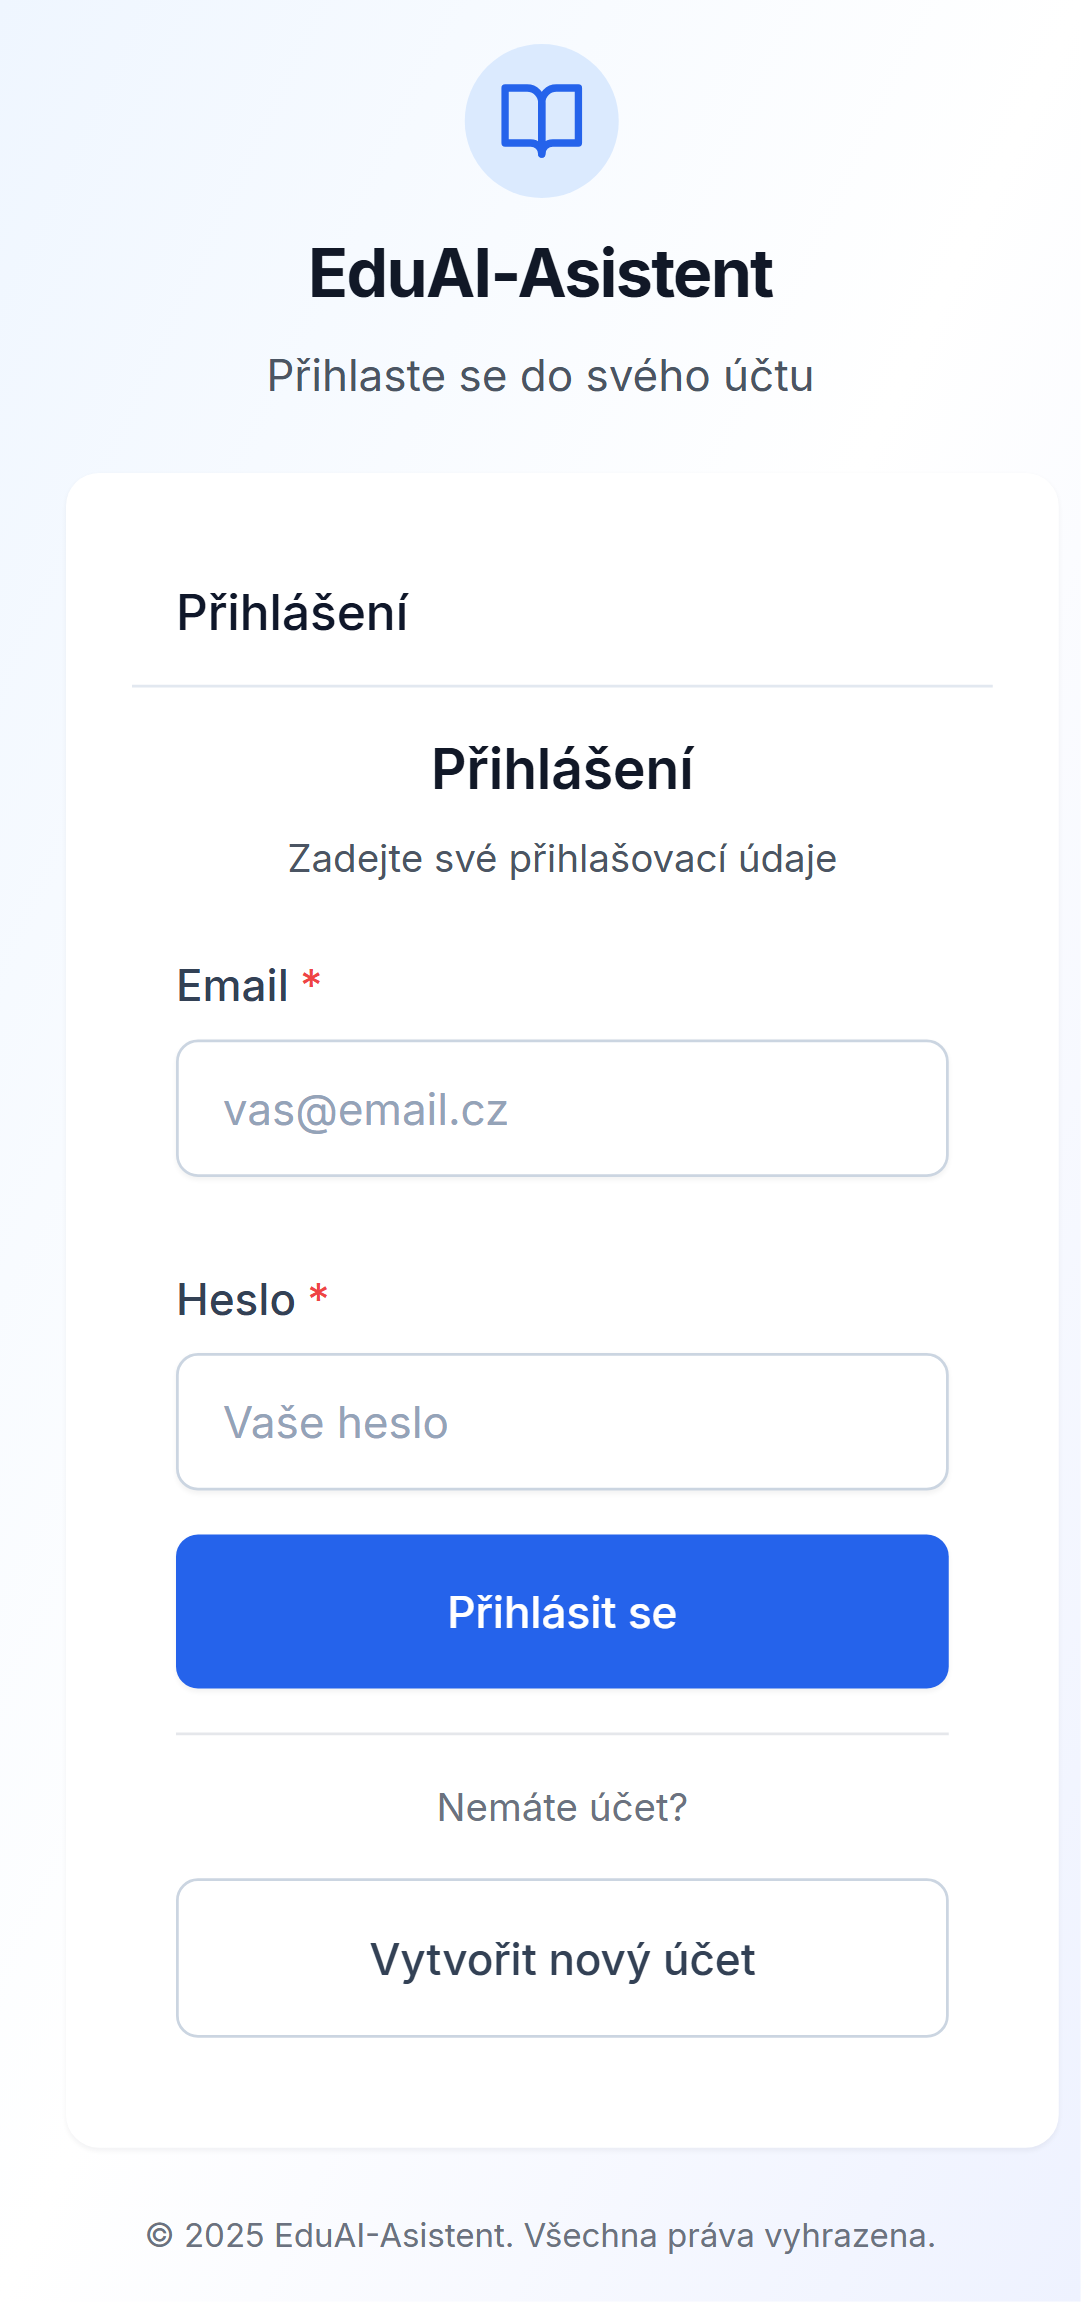 EduAI-Asistent
Přihlaste se do svého účtu
Přihlášení
Přihlášení
Zadejte své přihlašovací údaje
Email *
vas@email.cz
Heslo *
Vaše heslo
Přihlásit se
Nemáte účet?
Vytvořit nový účet
© 2025 EduAI-Asistent. Všechna práva vyhrazena.